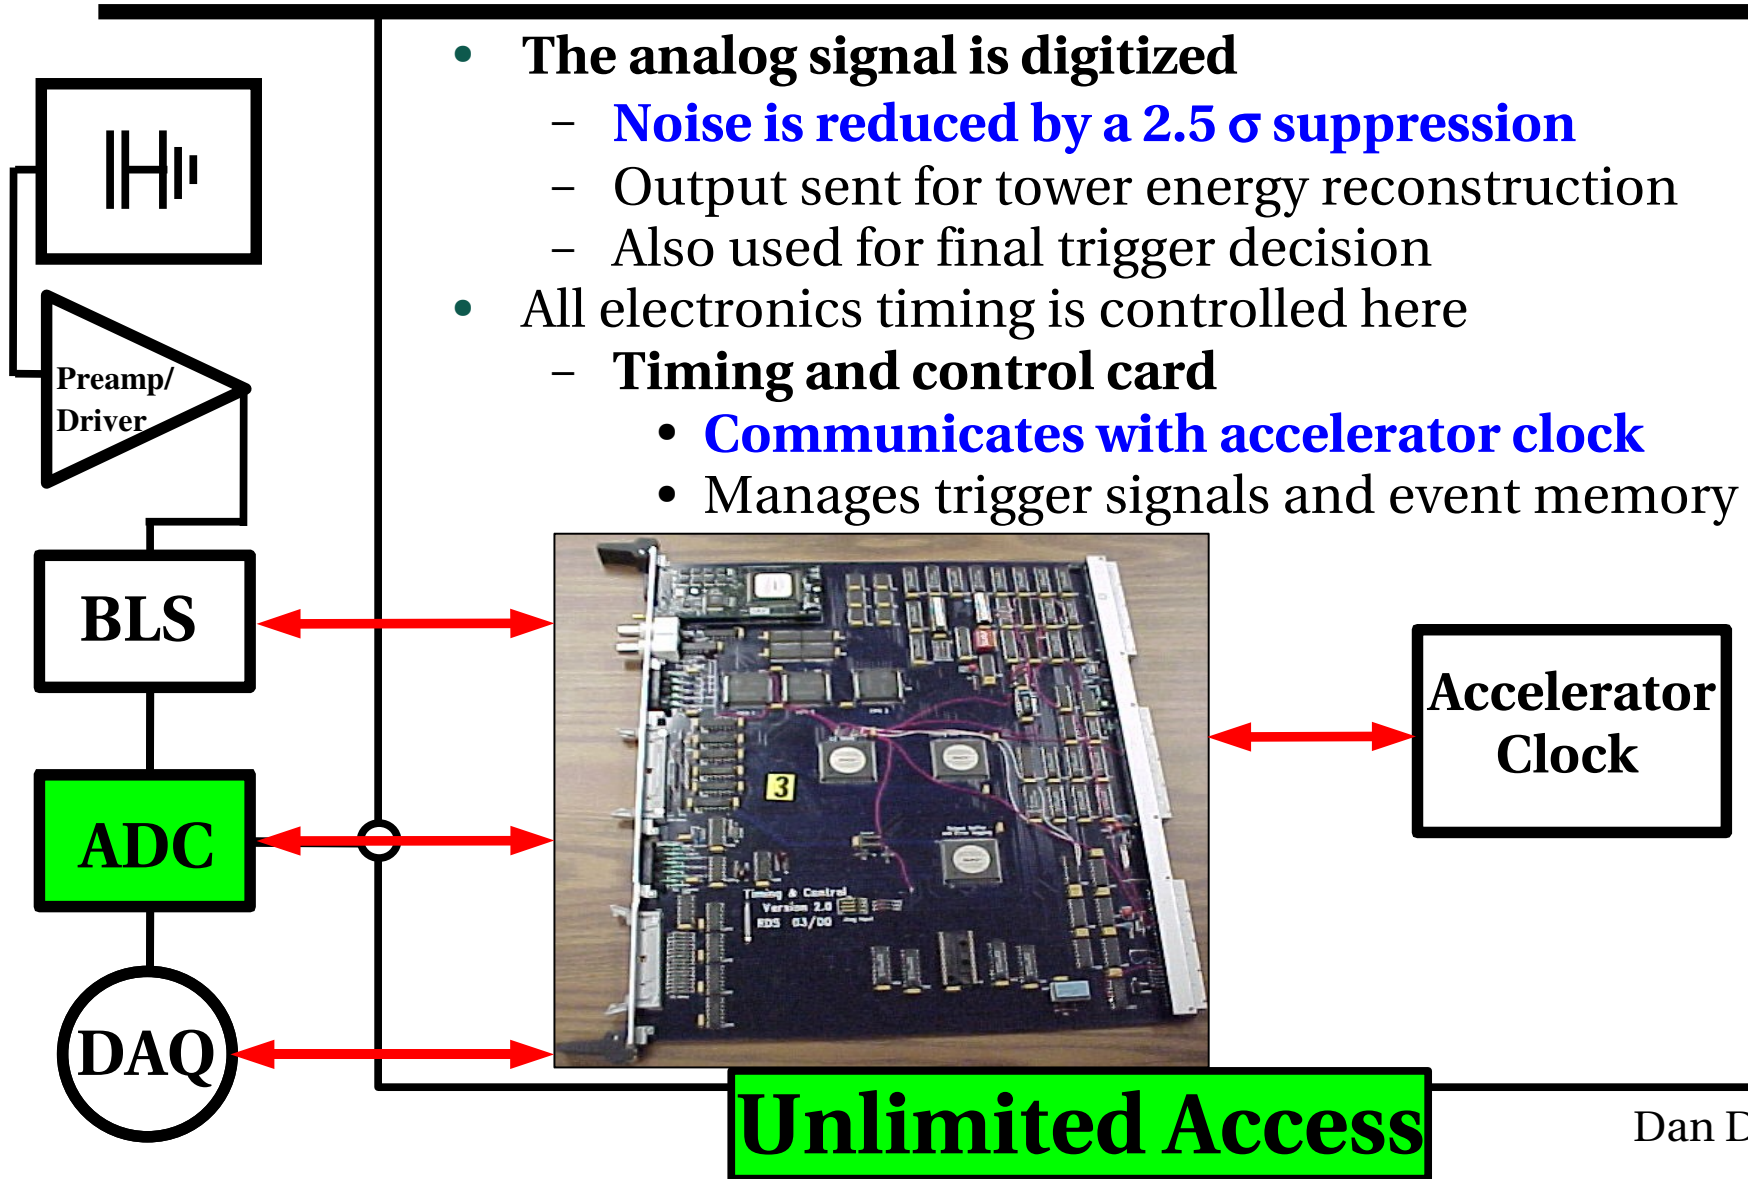 • The analog signal is digitized
– Noise is reduced by a 2.5 σ suppression
– Output sent for tower energy reconstruction
– Also used for final trigger decision
• All electronics timing is controlled here
– Timing and control card
• Communicates with accelerator clock
• Manages trigger signals and event memory
Preamp/
Driver
BLS
ADC
DAQ
3
Timing & Control
Version 2.0
RDS 03/00
Accelerator
Clock
Unlimited Access
Dan D